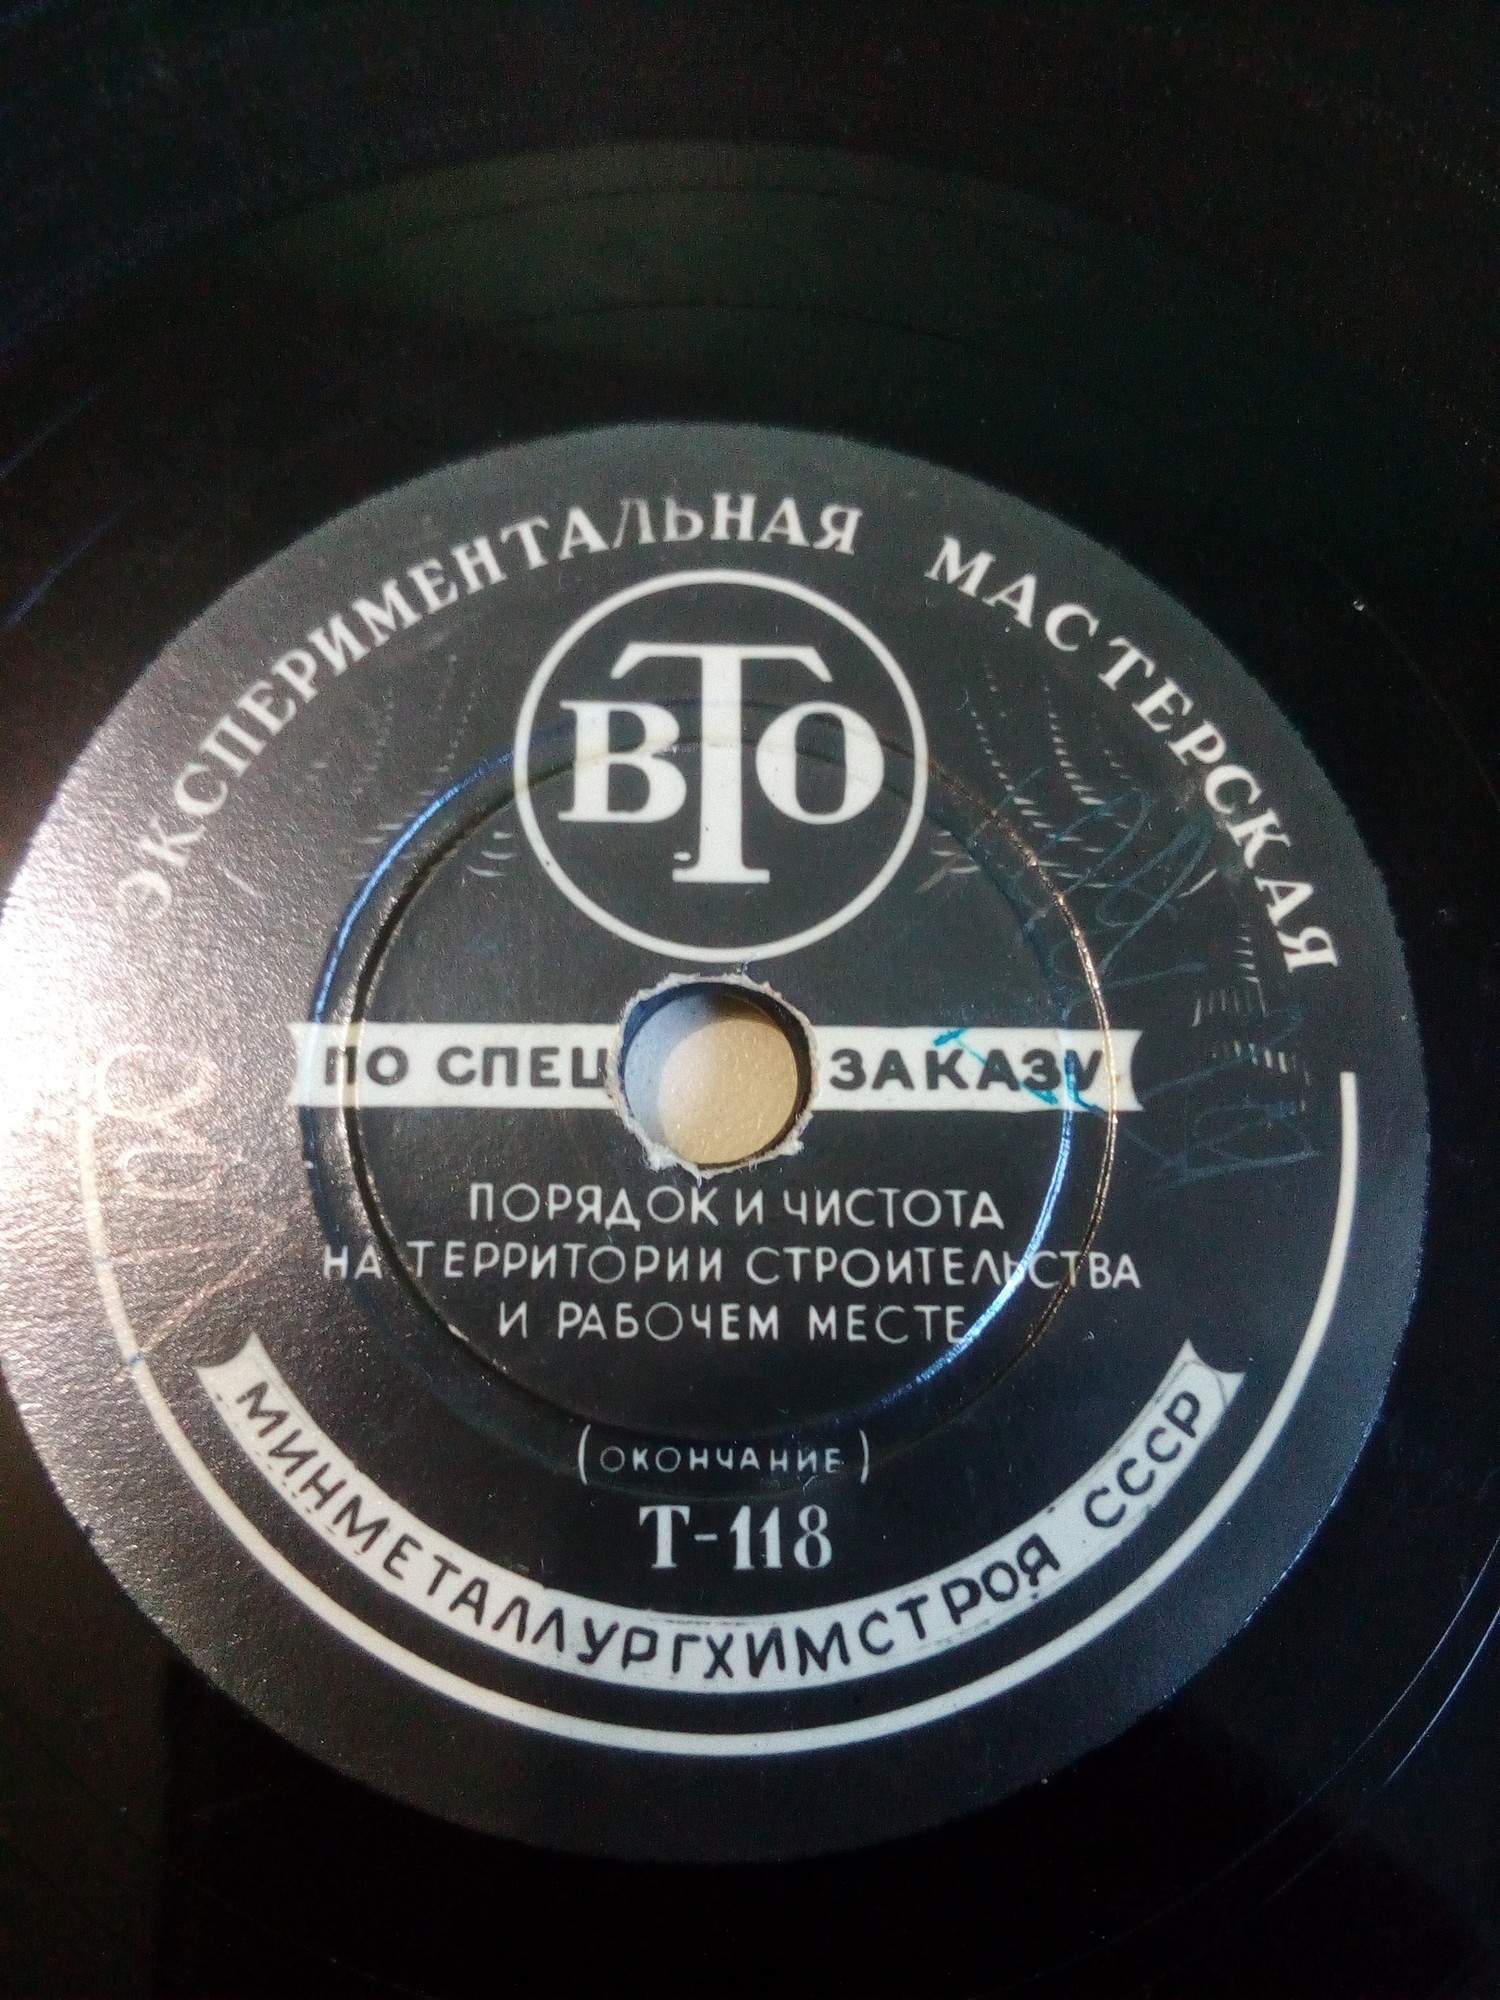 ЭКСПЕРИМЕНТАЛЬНАЯ МАСТЕРСКАЯ
ВТО
ПО СПЕЦ ЗАКАЗУ
ПОРЯДОК И ЧИСТОТА
НА ТЕРРИТОРИИ СТРОИТЕЛЬСТВА
И РАБОЧЕМ МЕСТЕ
(ОКОНЧАНИЕ)
Т-118
МИНМЕТАЛЛУРГХИМСТРОЯ СССР